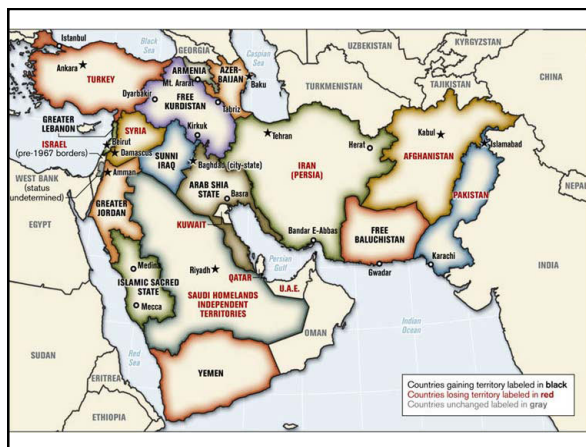 Istanbul
Black
Sea
GEORGIA
Caspian
Sea
UZBEKISTAN
KYRGYZSTAN
Ankara
TURKEY
ARMENIA
Mt. Ararat
AZER-
BAIJAN
Baku
TURKMENISTAN
TAJIKISTAN
CHINA
Dyarbakir
FREE
KURDISTAN
Tabriz
GREATER
LEBANON
SYRIA
Kirkuk
Tehran
Herat
Kabul
Islamabad
ISRAEL
(pre-1967 borders)
Beirut
Damascus
SUNNI
IRAQ
Baghdad (city-state)
IRAN
(PERSIA)
AFGHANISTAN
WEST BANK
(status
undetermined)
Amman
ARAB SHIA
STATE
Basra
PAKISTAN
NEPAL
EGYPT
GREATER
JORDAN
KUWAIT
Bandar E-Abbas
FREE
BALUCHISTAN
Persian
Gulf
Gwadar
Karachi
INDIA
Medina
ISLAMIC SACRED
STATE
Mecca
Riyadh
QATAR
U.A.E.
SAUDI HOMELANDS
INDEPENDENT
TERRITORIES
OMAN
Indian
Ocean
SUDAN
Red
Sea
YEMEN
ERITREA
ETHIOPIA
Countries gaining territory labeled in black
Countries losing territory labeled in red
Countries unchanged labeled in gray